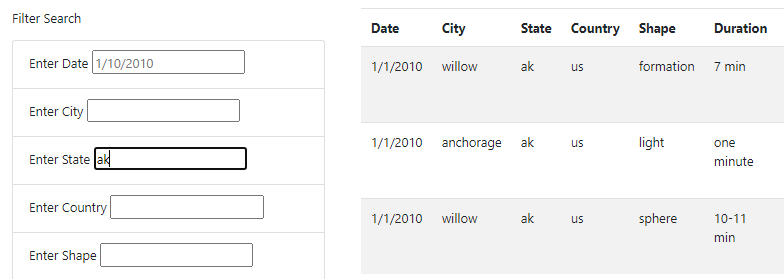 Filter Search
Enter Date 1/10/2010
Enter City
Enter State ak
Enter Country
Enter Shape
Date City State Country Shape Duration
1/1/2010 willow ak us formation 7 min
1/1/2010 anchorage ak us light one
minute
1/1/2010 willow ak us sphere 10-11
min